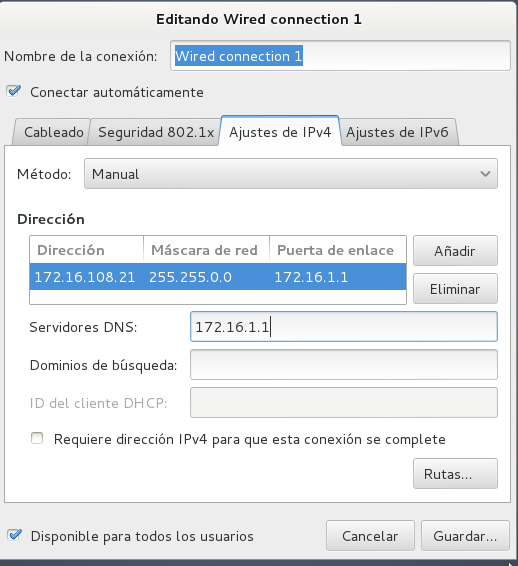 Editando Wired connection 1
Nombre de la conexión: Wired connection 1
Conectar automáticamente
Cableado Seguridad 802.1x Ajustes de IPv4 Ajustes de IPv6
Método: Manual
Dirección
Dirección Máscara de red Puerta de enlace Añadir
172.16.108.21 255.255.0.0 172.16.1.1
Eliminar
Servidores DNS: 172.16.1.1
Dominios de búsqueda:
ID del cliente DHCP:
Requiere dirección IPv4 para que esta conexión se complete
Rutas...
Disponible para todos los usuarios Cancelar Guardar...